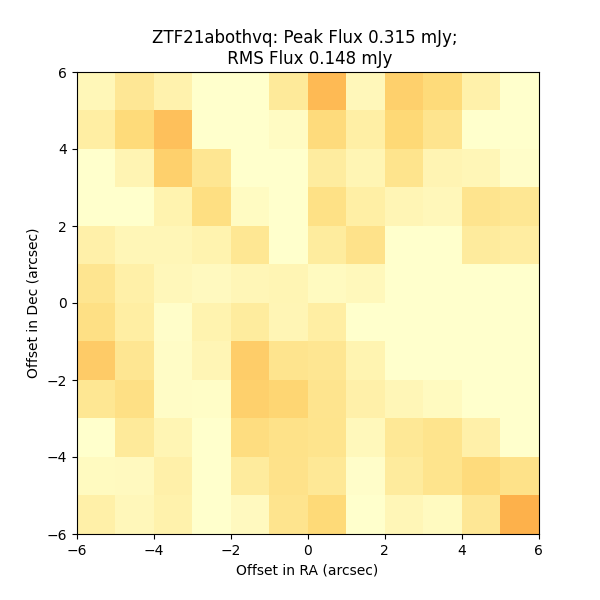 ZTF21abothvq: Peak Flux 0.315 mJy;
RMS Flux 0.148 mJy
6
4
2
0
−2
−4
−6
Offset in Dec (arcsec)
−6 −4 −2 0 2 4 6
Offset in RA (arcsec)